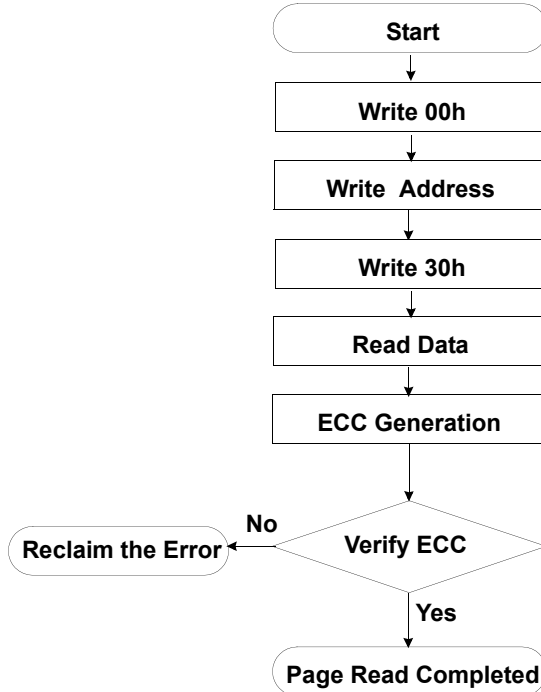 Start
Write 00h
Write Address
Write 30h
Read Data
ECC Generation
No
Reclaim the Error
Verify ECC
Yes
Page Read Completed